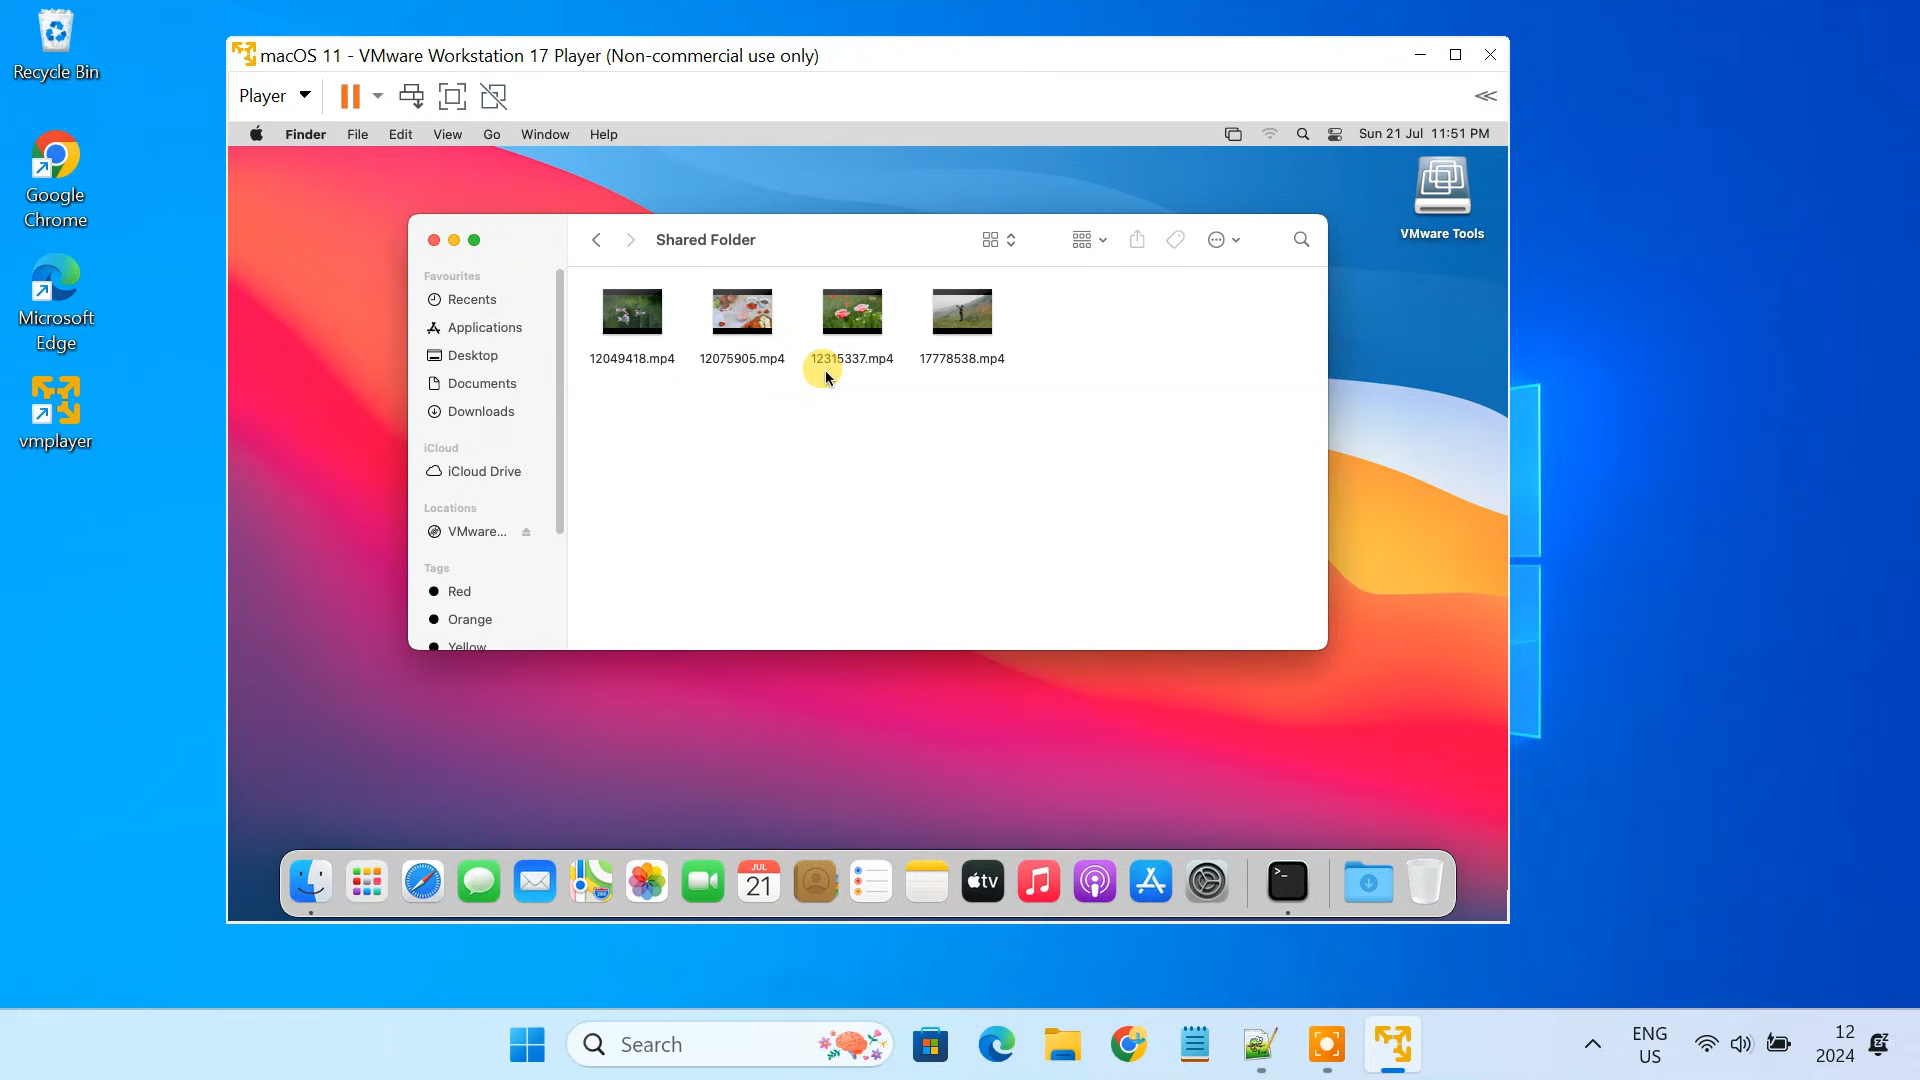 Recycle Bin
Google
Chrome
Microsoft
Edge
vmplayer
macOS 11 - VMware Workstation 17 Player (Non-commercial use only)
Player
Finder File Edit View Go Window Help
Sun 21 Jul 11:51 PM
VMware Tools
Shared Folder
Favourites
Recents
Applications
Desktop
Documents
Downloads
iCloud
iCloud Drive
Locations
VMware...
Tags
Red
Orange
Yellow
12049418.mp4 12075905.mp4 12315337.mp4 17778538.mp4
JUL
21
tv
>_
Search
ENG
US
12
2024